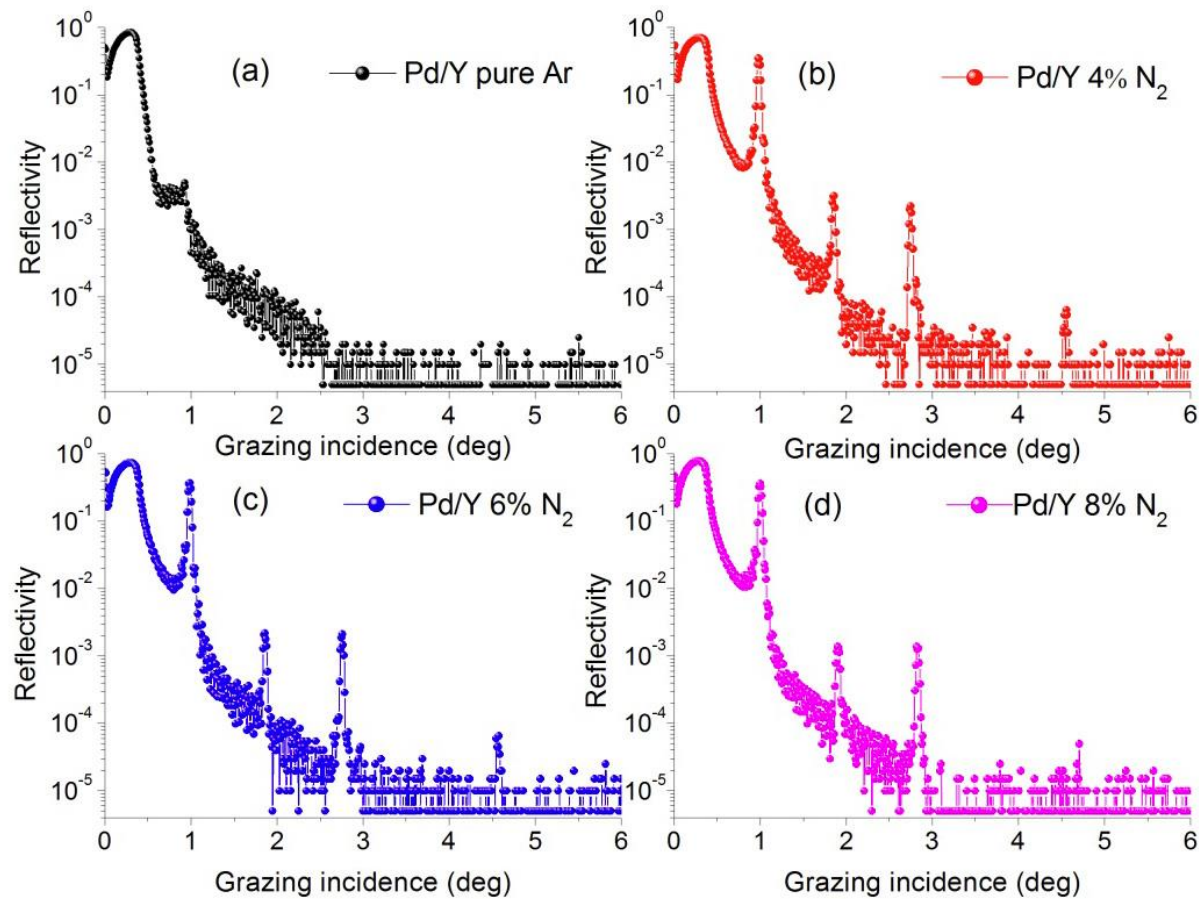 (a)
Pd/Y pure Ar
10⁰
10⁻¹
10⁻²
10⁻³
10⁻⁴
10⁻⁵
Reflectivity
0 1 2 3 4 5 6
Grazing incidence (deg)
(b)
Pd/Y 4% N₂
10⁰
10⁻¹
10⁻²
10⁻³
10⁻⁴
10⁻⁵
Reflectivity
0 1 2 3 4 5 6
Grazing incidence (deg)
(c)
Pd/Y 6% N₂
10⁰
10⁻¹
10⁻²
10⁻³
10⁻⁴
10⁻⁵
Reflectivity
0 1 2 3 4 5 6
Grazing incidence (deg)
(d)
Pd/Y 8% N₂
10⁰
10⁻¹
10⁻²
10⁻³
10⁻⁴
10⁻⁵
Reflectivity
0 1 2 3 4 5 6
Grazing incidence (deg)